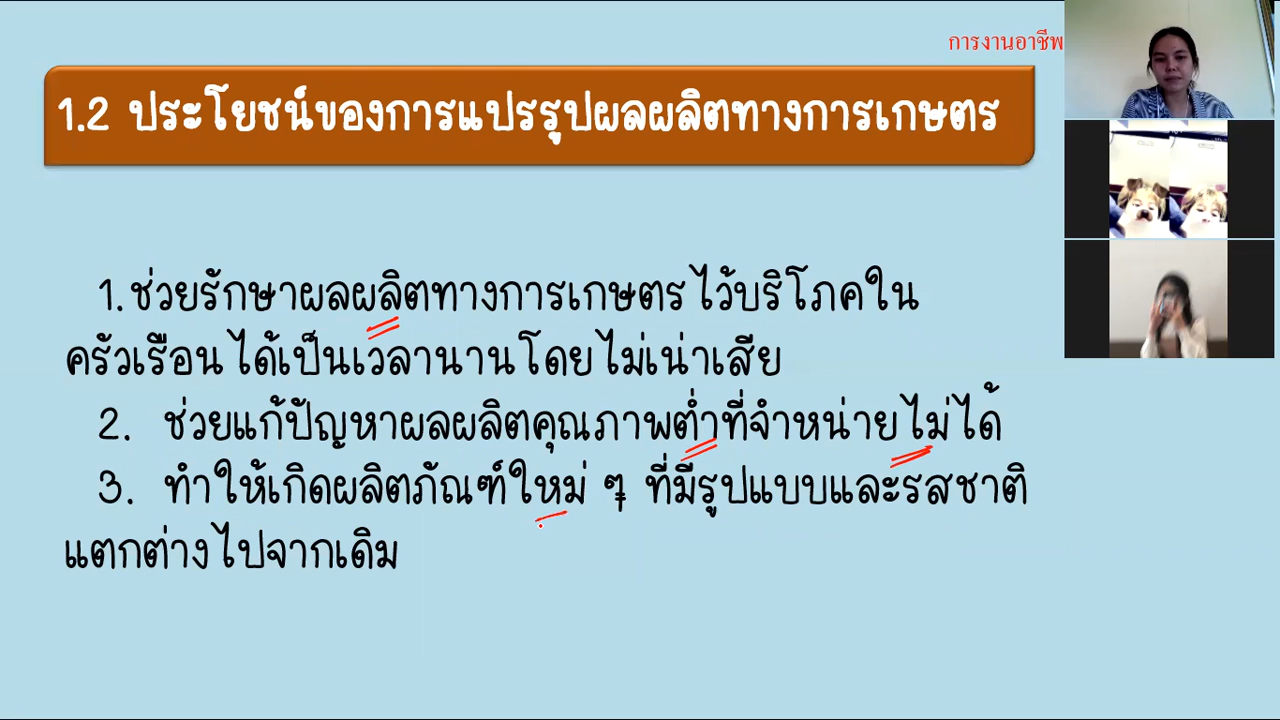 การงานอาชีพ
1.2 ประโยชน์ของการแปรรูปผลผลิตทางการเกษตร
1.ช่วยรักษาผลผลิตทางการเกษตรไว้บริโภคใน
ครัวเรือนได้เป็นเวลานานโดยไม่เน่าเสีย
2. ช่วยแก้ปัญหาผลผลิตคุณภาพต่ำที่จำหน่ายไม่ได้
3. ทำให้เกิดผลิตภัณฑ์ใหม่ ๆ ที่มีรูปแบบและรสชาติ
แตกต่างไปจากเดิม